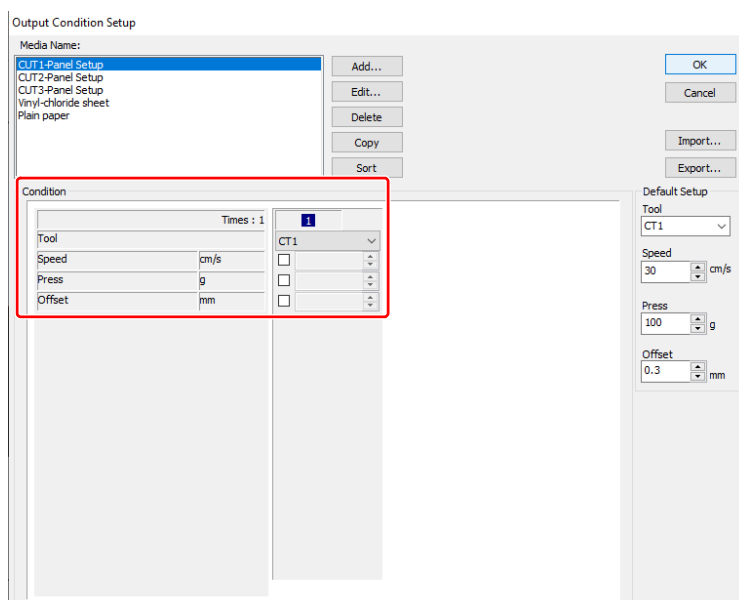 Output Condition Setup
Media Name:
CUT1-Panel Setup
CUT2-Panel Setup
CUT3-Panel Setup
Vinyl-chloride sheet
Plain paper
Add...
Edit...
Delete
Copy
Sort
OK
Cancel
Import...
Export...
Condition
Times : 1
1
Tool
CT1
Speed cm/s
Press g
Offset mm
Default Setup
Tool
CT1
Speed
30 cm/s
Press
100 g
Offset
0.3 mm